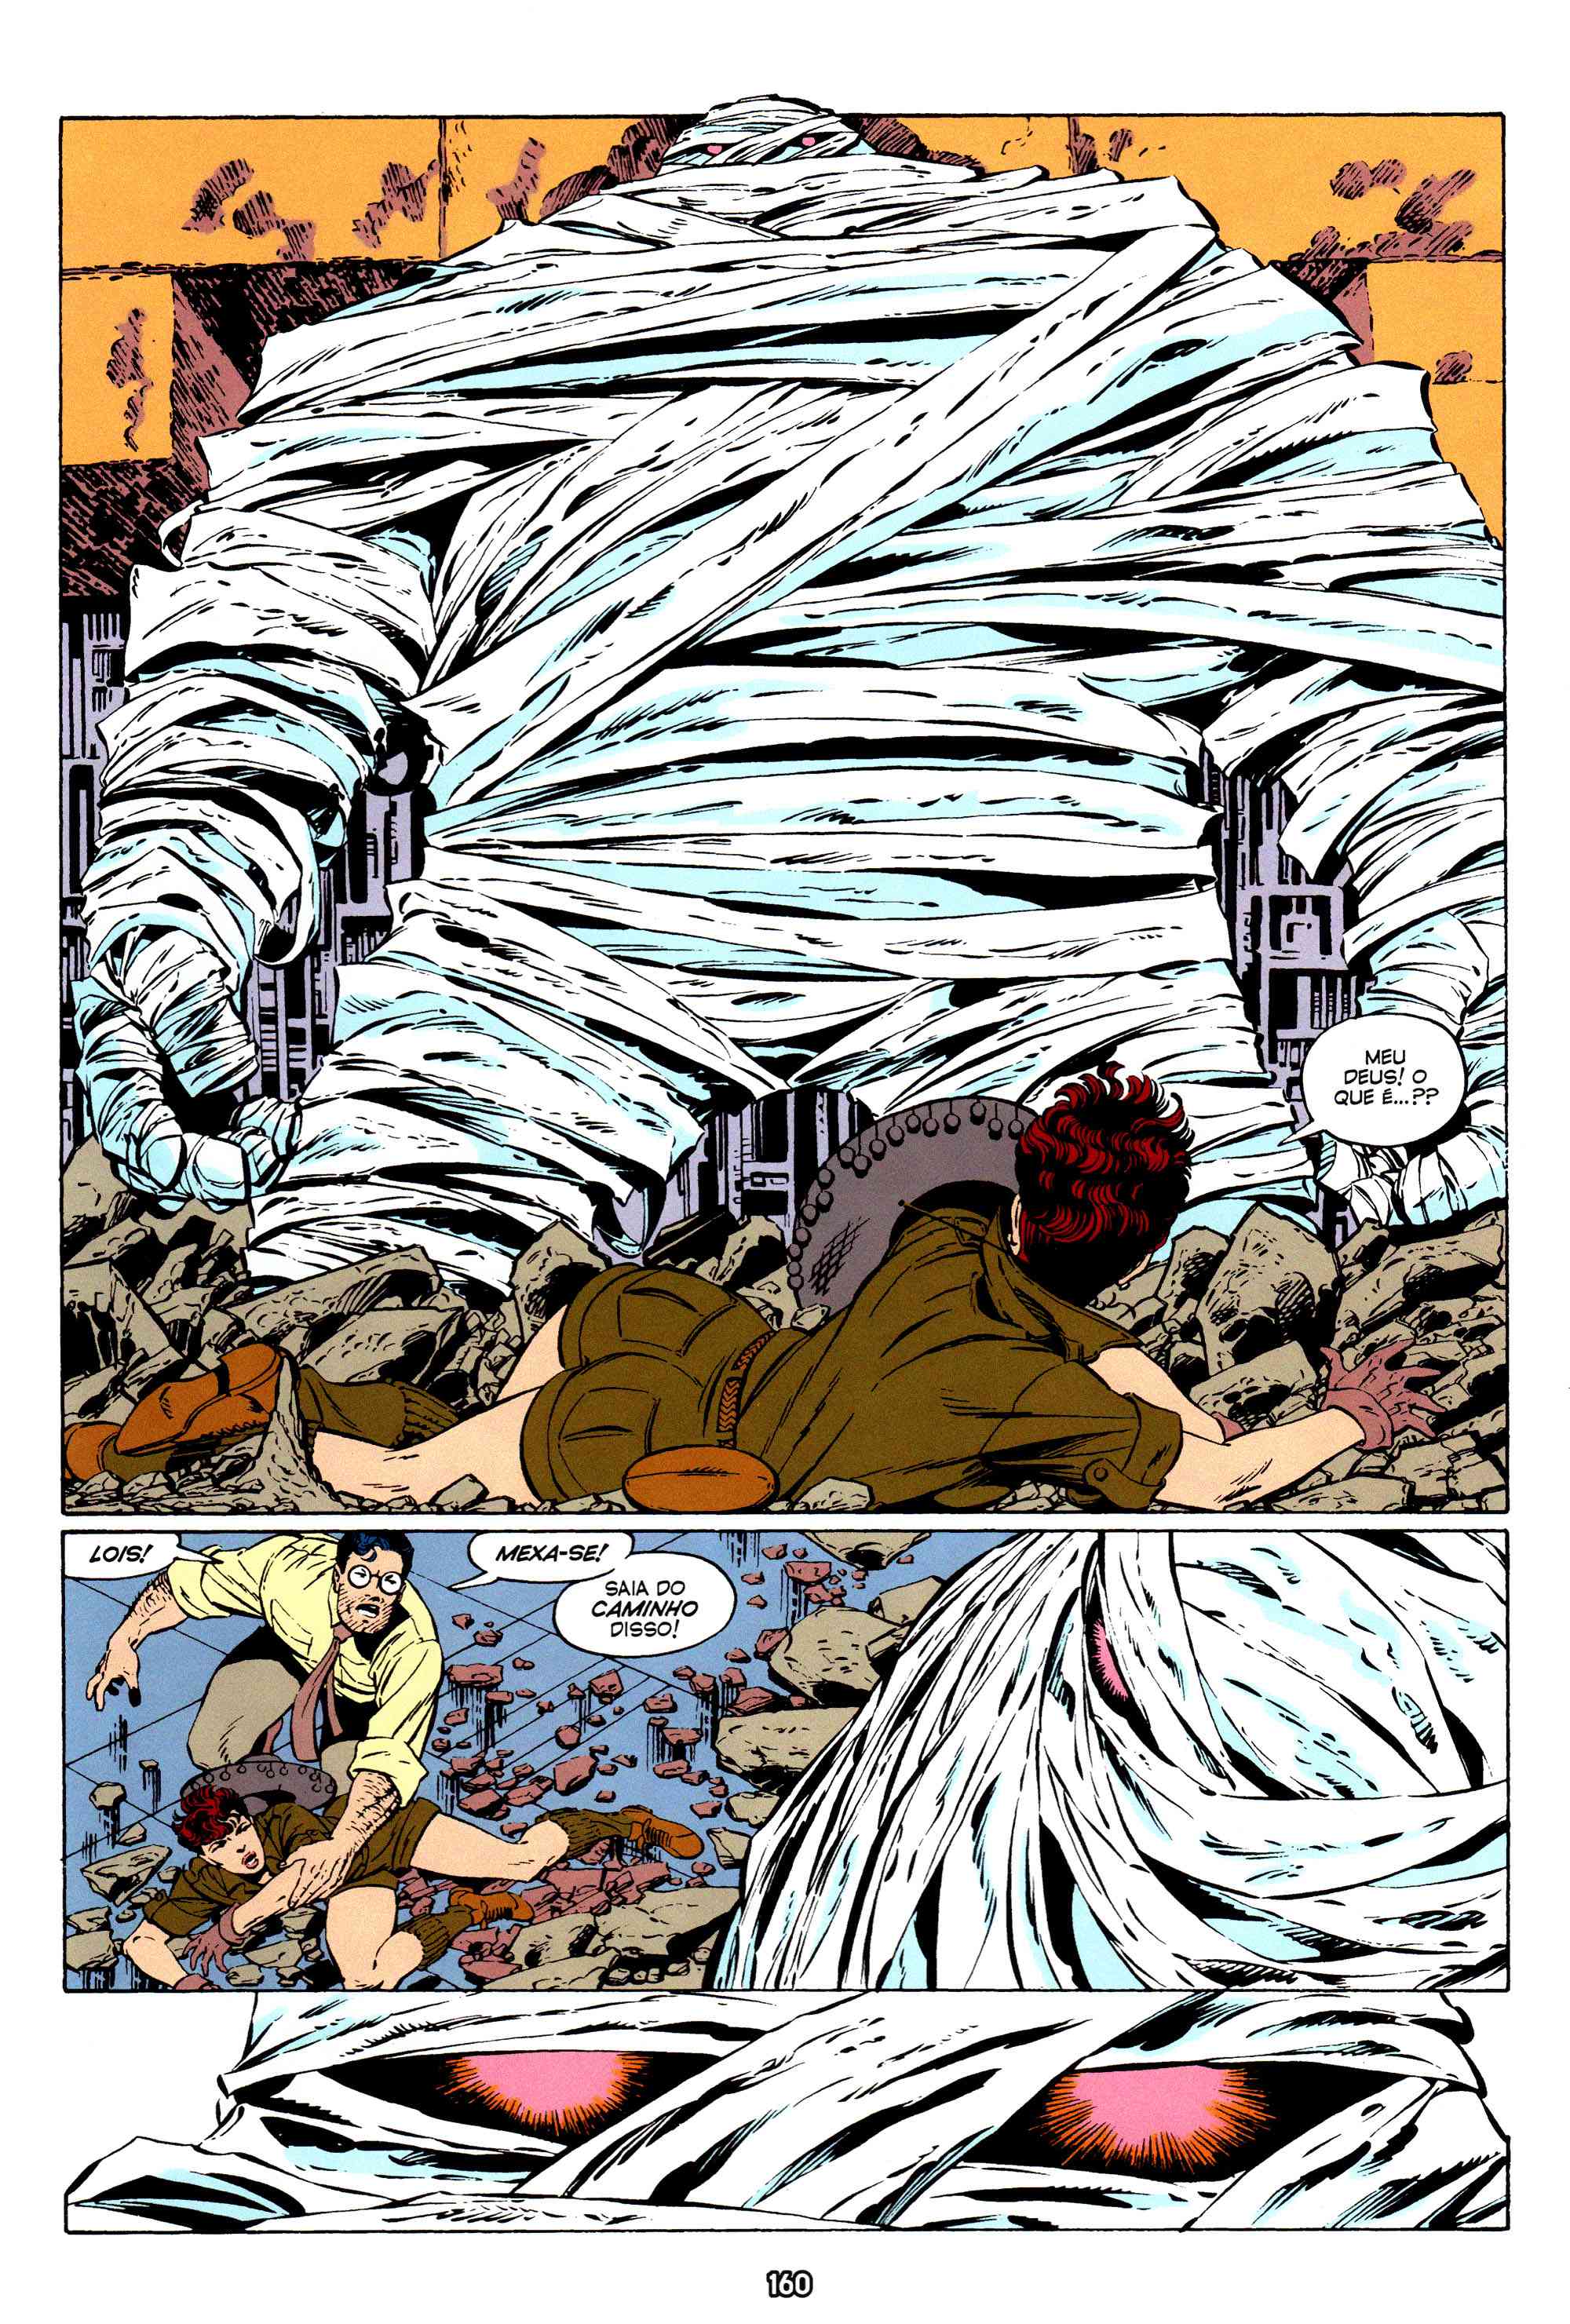 MEU
DEUS! O
QUE É...??
LOIS!
MEXA-SE!
SAIA DO
CAMINHO
DISSO!
160